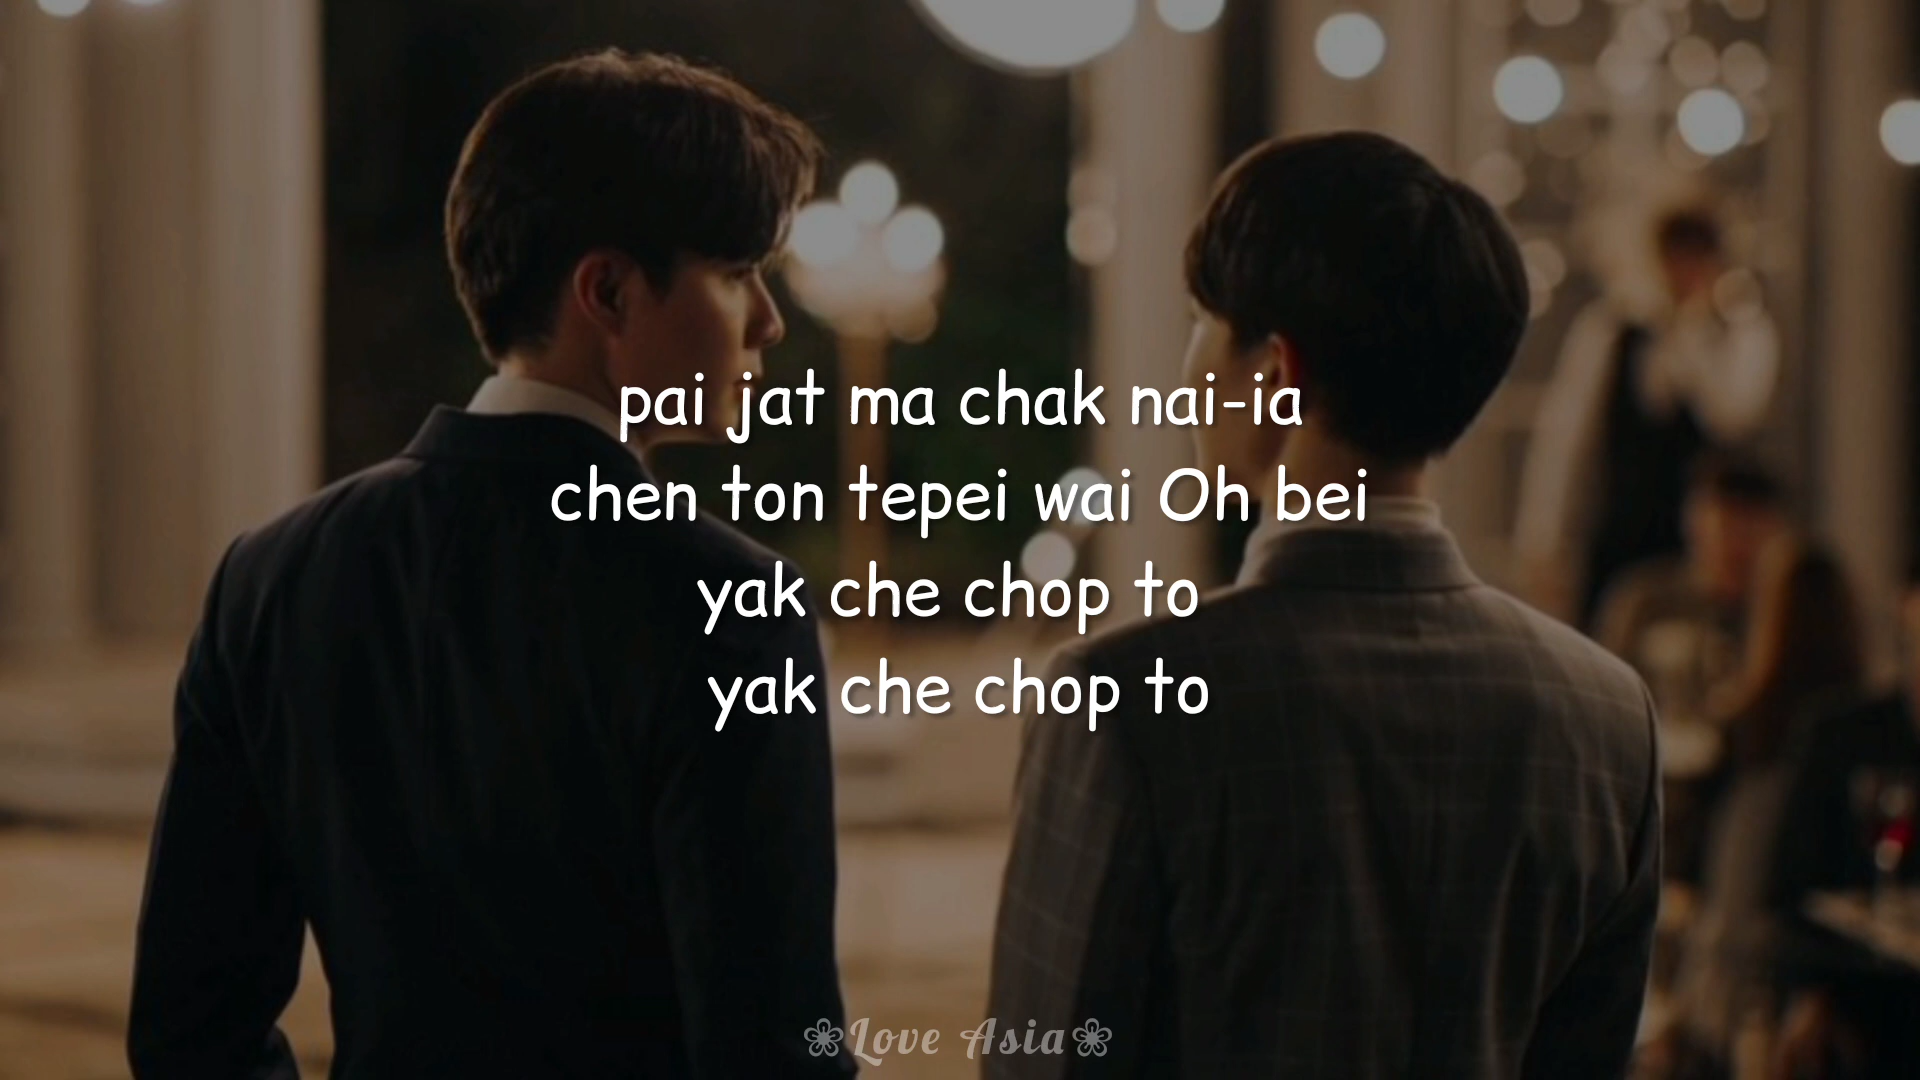 pai jat ma chak nai-ia
chen ton tepei wai Oh bei
yak che chop to
yak che chop to
❀Love Asia❀